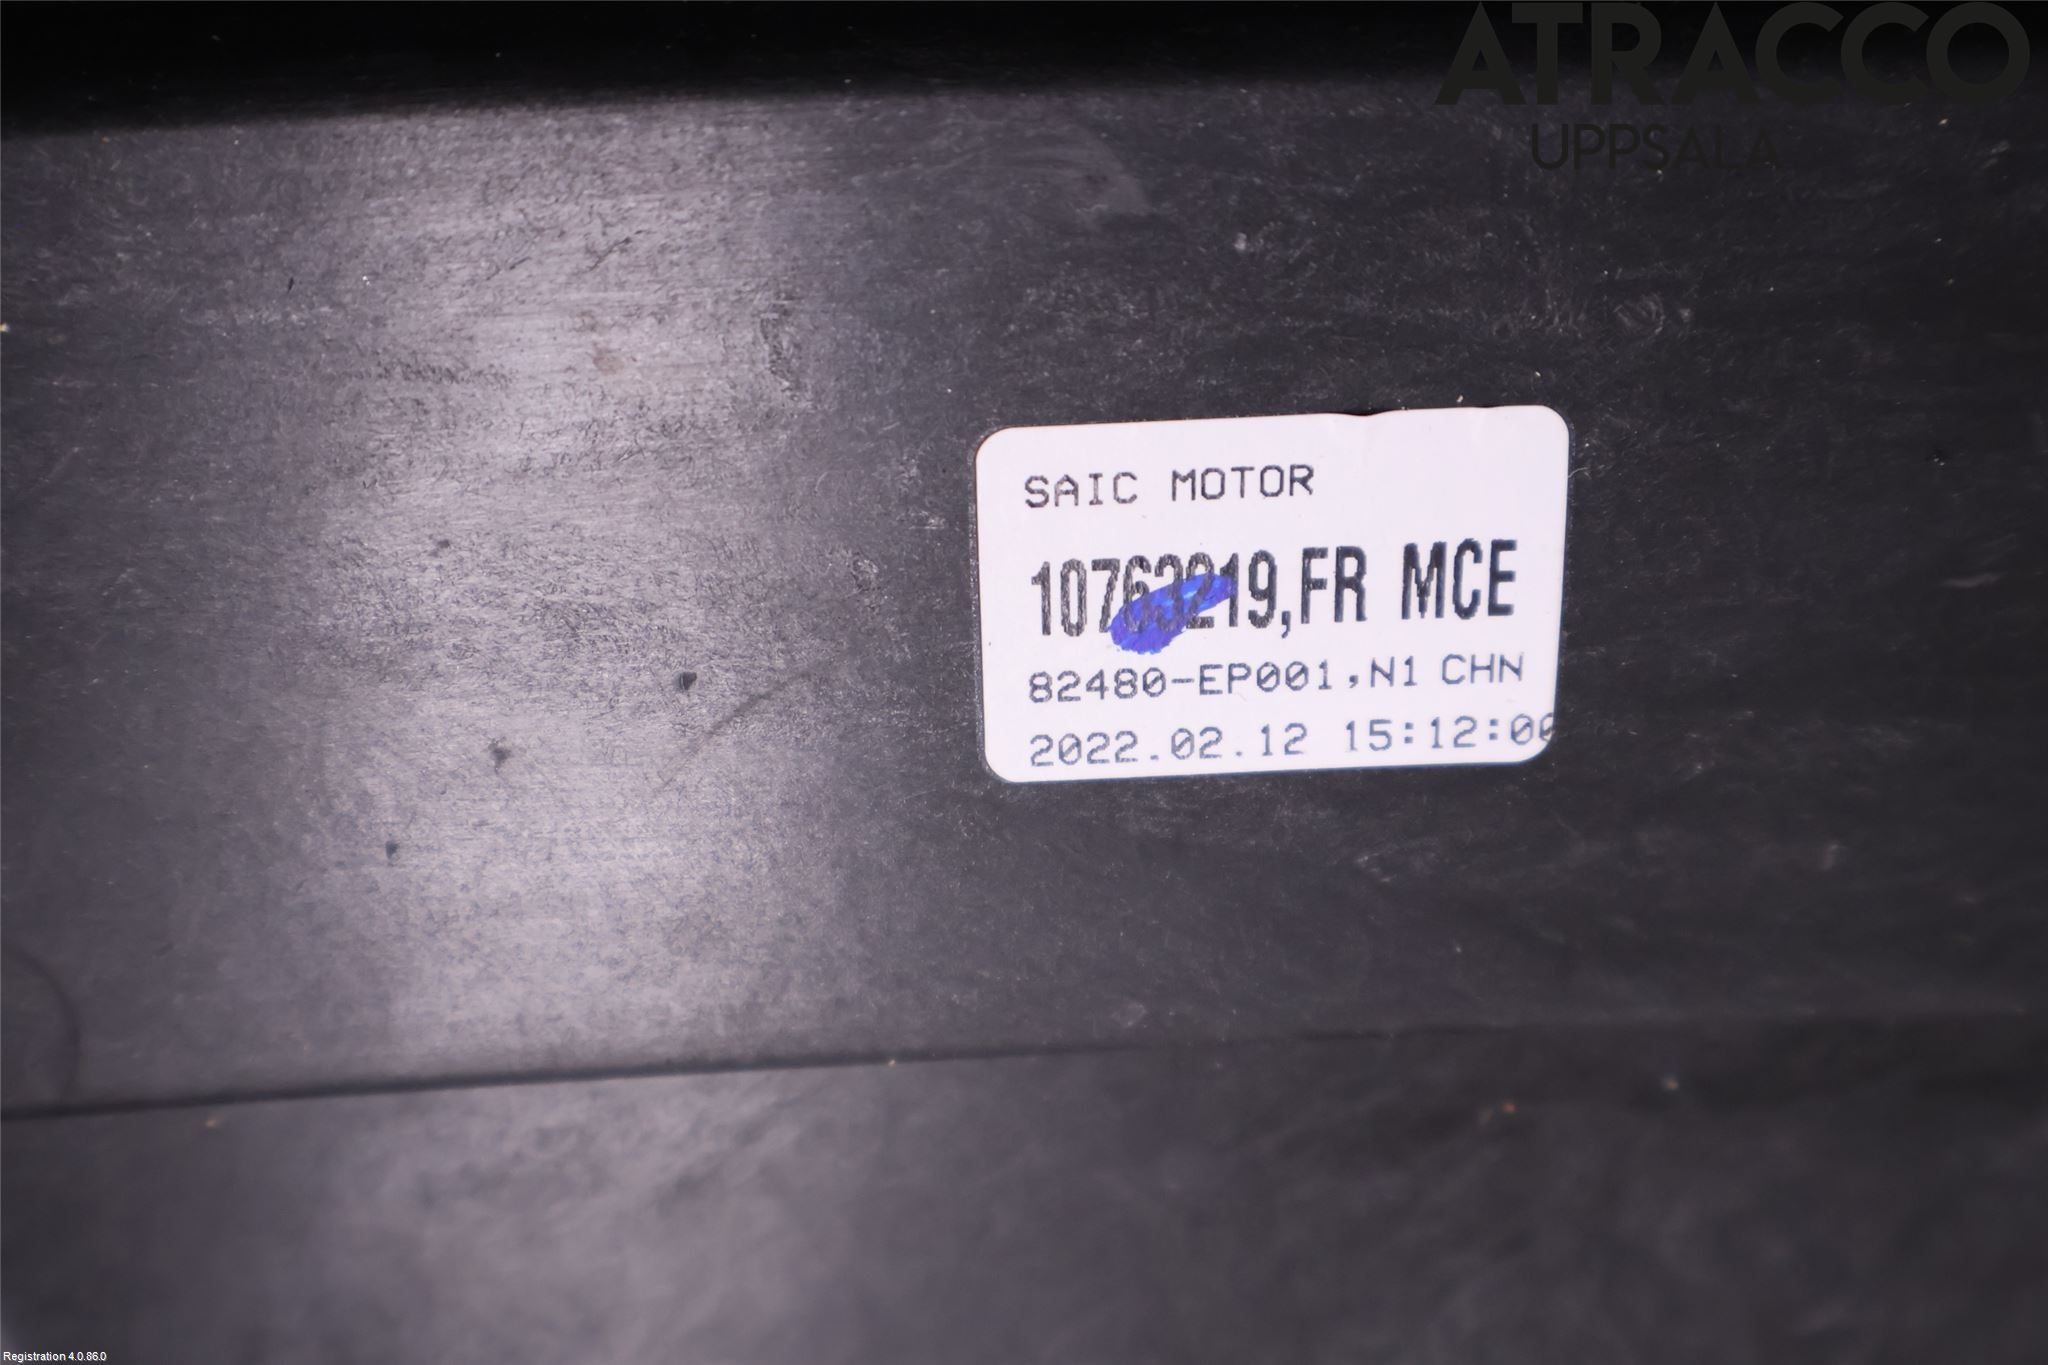 ATRACCO
UPPSALA
SAIC MOTOR
10763219,FR MCE
82480-EP001,N1 CHN
2022.02.12 15:12:00
Registration 4.0.86.0